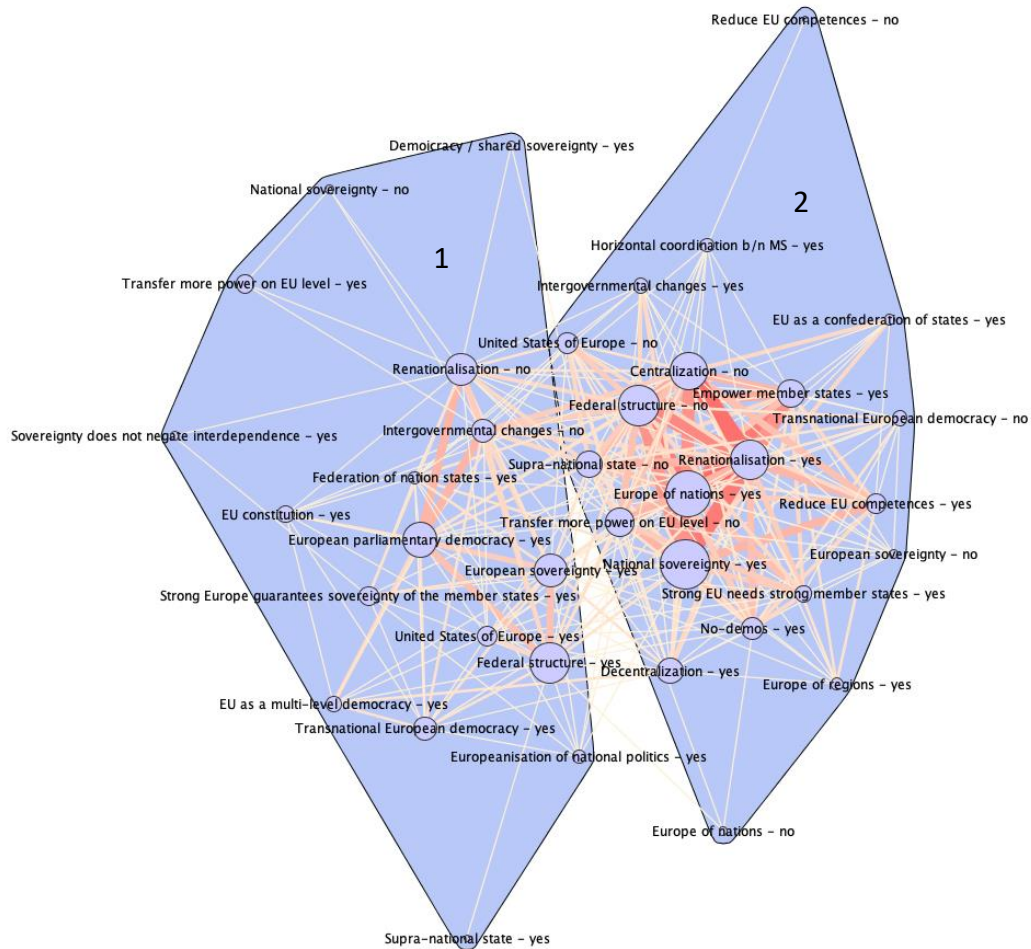 Reduce EU competences – no
Demoicracy / shared sovereignty – yes
National sovereignty – no
2
Horizontal coordination b/n MS – yes
1
Transfer more power on EU level – yes
Intergovernmental changes – yes
EU as a confederation of states – yes
United States of Europe – no
Renationalisation – no
Centralization – no
Empower member states – yes
Federal structure – no
Transnational European democracy – no
Intergovernmental changes – no
Sovereignty does not negate interdependence – yes
Renationalisation – yes
Supra-national state – no
Federation of nation states – yes
Europe of nations – yes
Reduce EU competences – yes
EU constitution – yes
Transfer more power on EU level – no
European parliamentary democracy – yes
European sovereignty – no
National sovereignty – yes
European sovereignty – yes
Strong EU needs strong member states – yes
Strong Europe guarantees sovereignty of the member states – yes
No-demos – yes
United States of Europe – yes
Federal structure – yes
Decentralization – yes
Europe of regions – yes
EU as a multi-level democracy – yes
Transnational European democracy – yes
Europeanisation of national politics – yes
Europe of nations – no
Supra-national state – yes